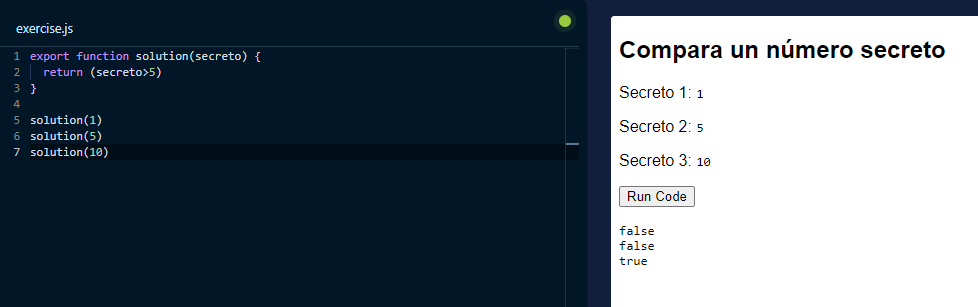 exercise.js
1 export function solution(secreto) {
2 return (secreto>5)
3 }
4
5 solution(1)
6 solution(5)
7 solution(10)
Compara un número secreto
Secreto 1: 1
Secreto 2: 5
Secreto 3: 10
Run Code
false
false
true